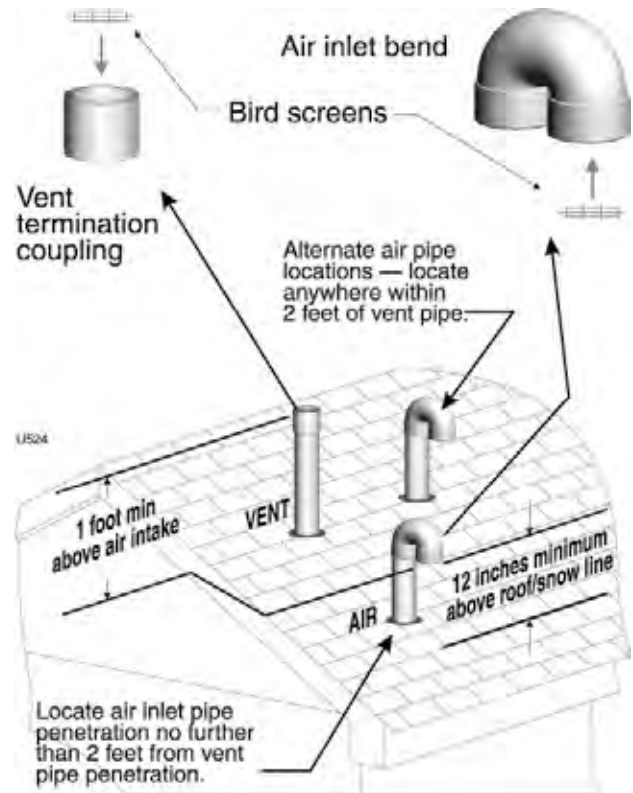 Air inlet bend
Bird screens
Vent
termination
coupling
Alternate air pipe
locations — locate
anywhere within
2 feet of vent pipe.
U524
1 foot min
above air intake
VENT
12 inches minimum
above roof/snow line
AIR
Locate air inlet pipe
penetration no further
than 2 feet from vent
pipe penetration.